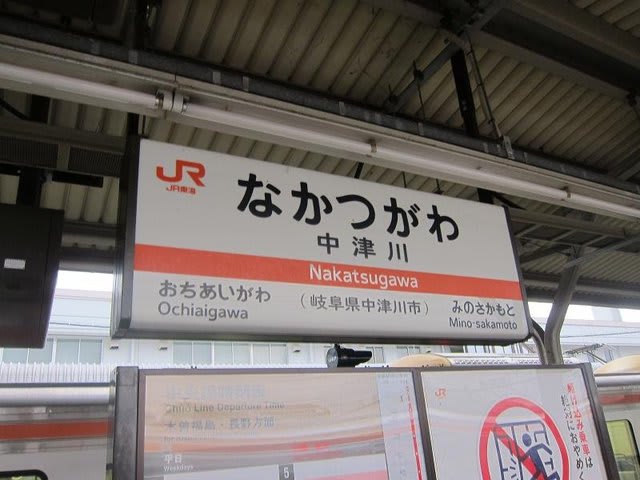 JR
JR東海
なかつがわ
中津川
Nakatsugawa
おちあいがわ
Ochiaigawa
（岐阜県中津川市）
みのさかもと
Mino-sakamoto
Chuo Line Departure Time
★曽場島・長野方面
平日
Weekdays
5
JR
駆け込み乗車は
絶対におやめく